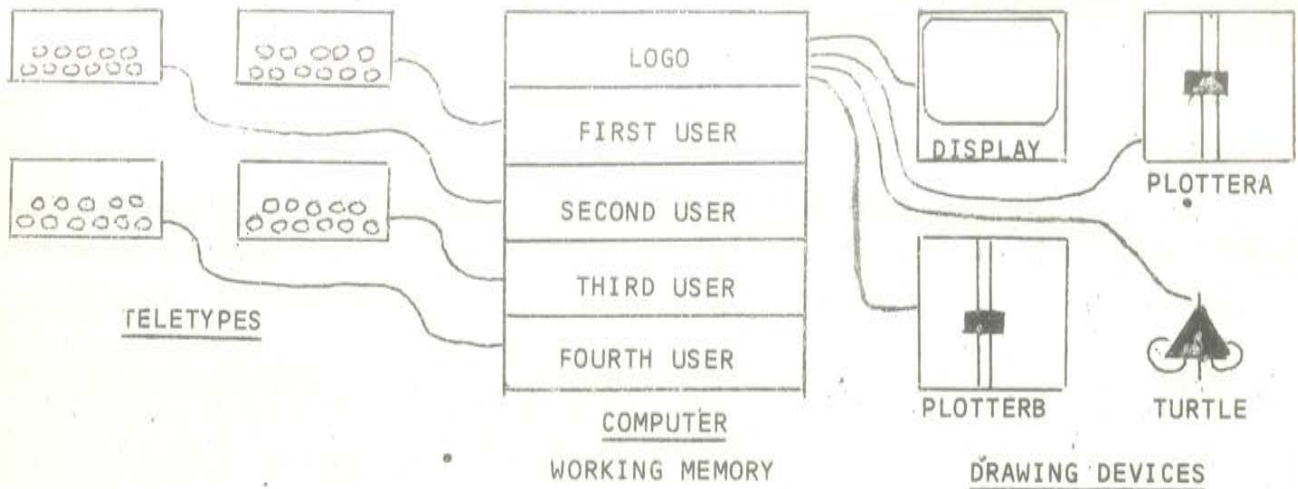 LOGO
FIRST USER
SECOND USER
THIRD USER
FOURTH USER
TELETYPES
COMPUTER
WORKING MEMORY
DISPLAY
PLOTTERA
PLOTTERB
TURTLE
DRAWING DEVICES